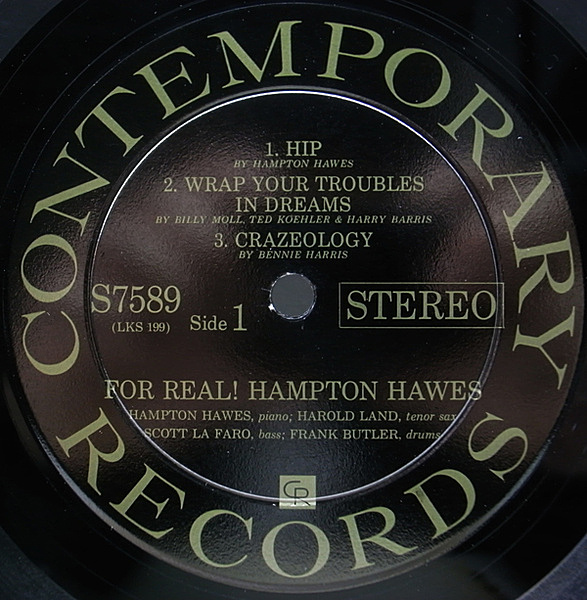 CONTEMPORARY
1. HIP
BY HAMPTON HAWES
2. WRAP YOUR TROUBLES
IN DREAMS
BY BILLY MOLL, TED KOEHLER & HARRY BARRIS
3. CRAZEOLOGY
BY BENNIE HARRIS
S7589
(LKS 199)
Side 1
STEREO
FOR REAL! HAMPTON HAWES
HAMPTON HAWES, piano; HAROLD LAND, tenor sax
SCOTT LA FARO, bass; FRANK BUTLER, drums
CR
RECORDS